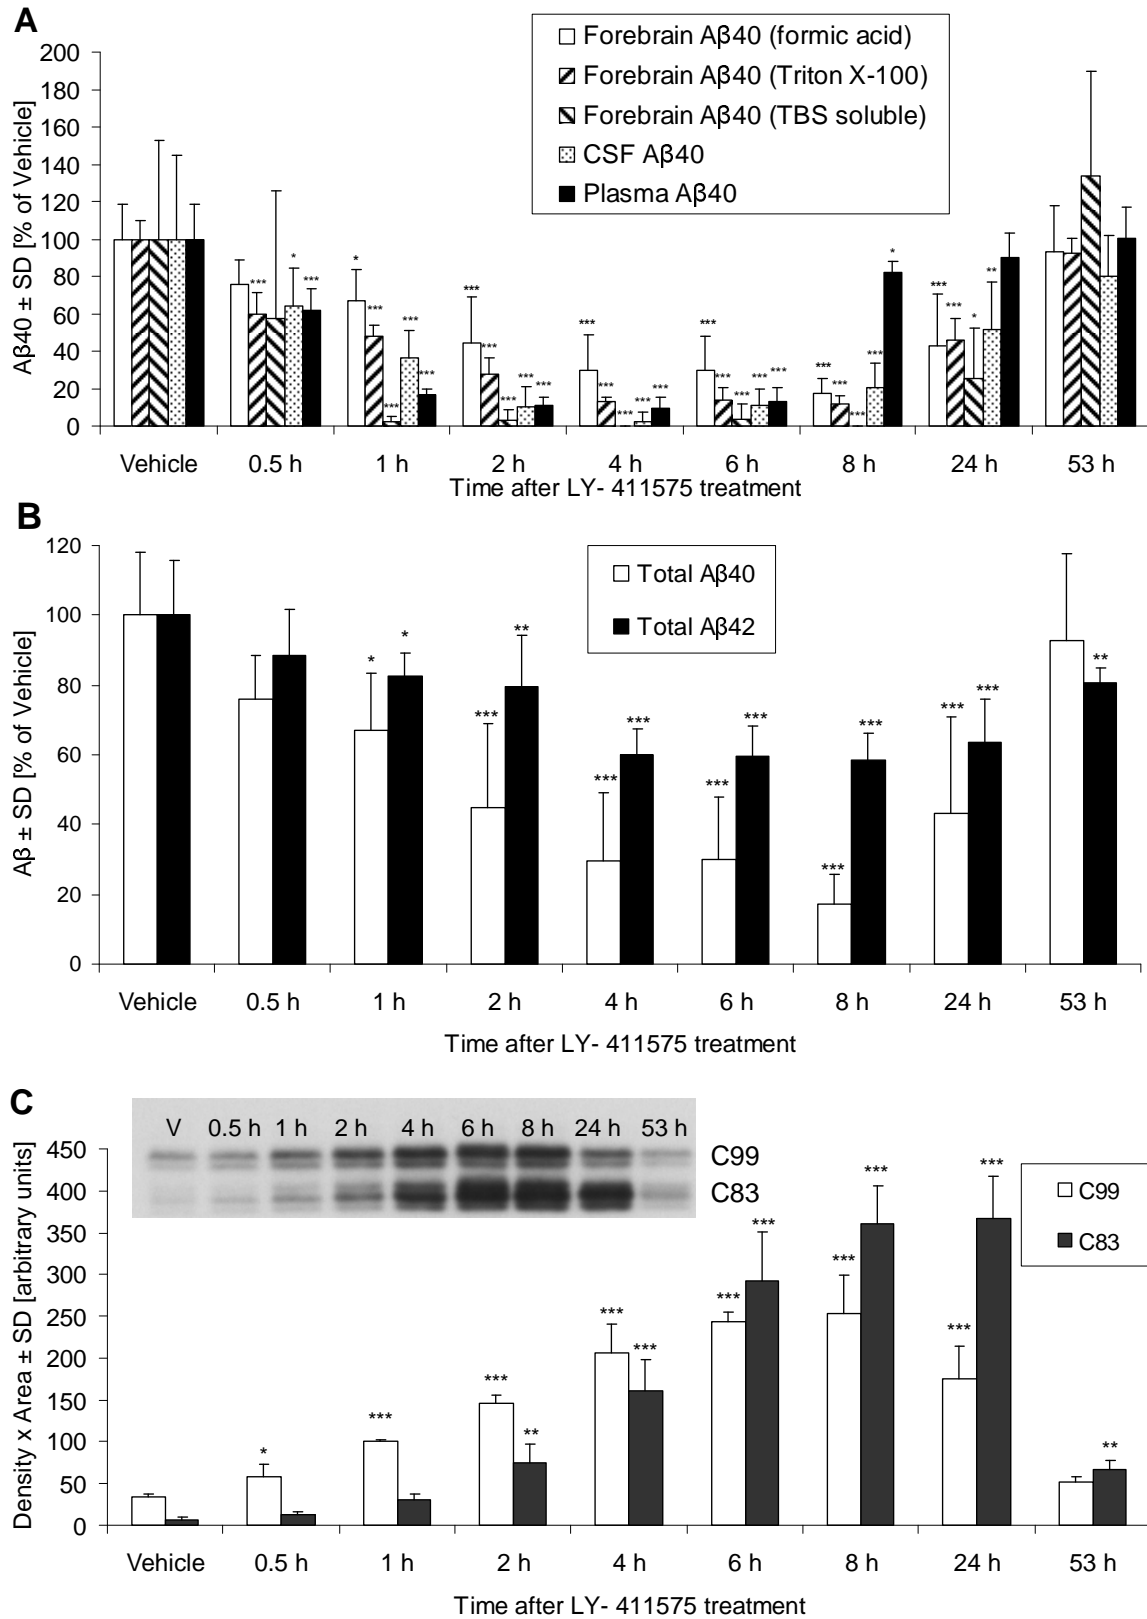 A
Aβ40 ± SD [% of Vehicle]
200
180
160
140
120
100
80
60
40
20
0
Forebrain Aβ40 (formic acid)
Forebrain Aβ40 (Triton X-100)
Forebrain Aβ40 (TBS soluble)
CSF Aβ40
Plasma Aβ40
*** * ***
* *** *** *** ***
*** *** *** *** ***
*** *** *** *** ***
*** *** *** *** ***
*** *** *** *** *
*** *** * **
Vehicle 0.5 h 1 h 2 h 4 h 6 h 8 h 24 h 53 h
Time after LY- 411575 treatment
B
Aβ ± SD [% of Vehicle]
120
100
80
60
40
20
0
Total Aβ40
Total Aβ42
* *
*** **
*** ***
*** ***
*** ***
*** ***
**
Vehicle 0.5 h 1 h 2 h 4 h 6 h 8 h 24 h 53 h
Time after LY- 411575 treatment
C
Density x Area ± SD [arbitrary units]
450
400
350
300
250
200
150
100
50
0
V 0.5 h 1 h 2 h 4 h 6 h 8 h 24 h 53 h
C99
C83
C99
C83
*
***
*** **
*** ***
*** ***
*** ***
*** ***
**
Vehicle 0.5 h 1 h 2 h 4 h 6 h 8 h 24 h 53 h
Time after LY- 411575 treatment